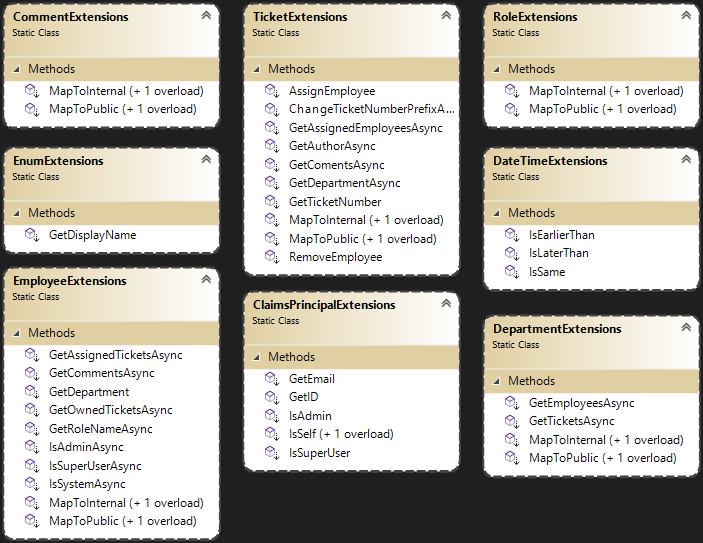 CommentExtensions
Static Class
Methods
MapToInternal (+ 1 overload)
MapToPublic (+ 1 overload)
EnumExtensions
Static Class
Methods
GetDisplayName
EmployeeExtensions
Static Class
Methods
GetAssignedTicketsAsync
GetCommentsAsync
GetDepartment
GetOwnedTicketsAsync
GetRoleNameAsync
IsAdminAsync
IsSuperUserAsync
IsSystemAsync
MapToInternal (+ 1 overload)
MapToPublic (+ 1 overload)
TicketExtensions
Static Class
Methods
AssignEmployee
ChangeTicketNumberPrefixA...
GetAssignedEmployeesAsync
GetAuthorAsync
GetComentsAsync
GetDepartmentAsync
GetTicketNumber
MapToInternal (+ 1 overload)
MapToPublic (+ 1 overload)
RemoveEmployee
ClaimsPrincipalExtensions
Static Class
Methods
GetEmail
GetID
IsAdmin
IsSelf (+ 1 overload)
IsSuperUser
RoleExtensions
Static Class
Methods
MapToInternal (+ 1 overload)
MapToPublic (+ 1 overload)
DateTimeExtensions
Static Class
Methods
IsEarlierThan
IsLaterThan
IsSame
DepartmentExtensions
Static Class
Methods
GetEmployeesAsync
GetTicketsAsync
MapToInternal (+ 1 overload)
MapToPublic (+ 1 overload)